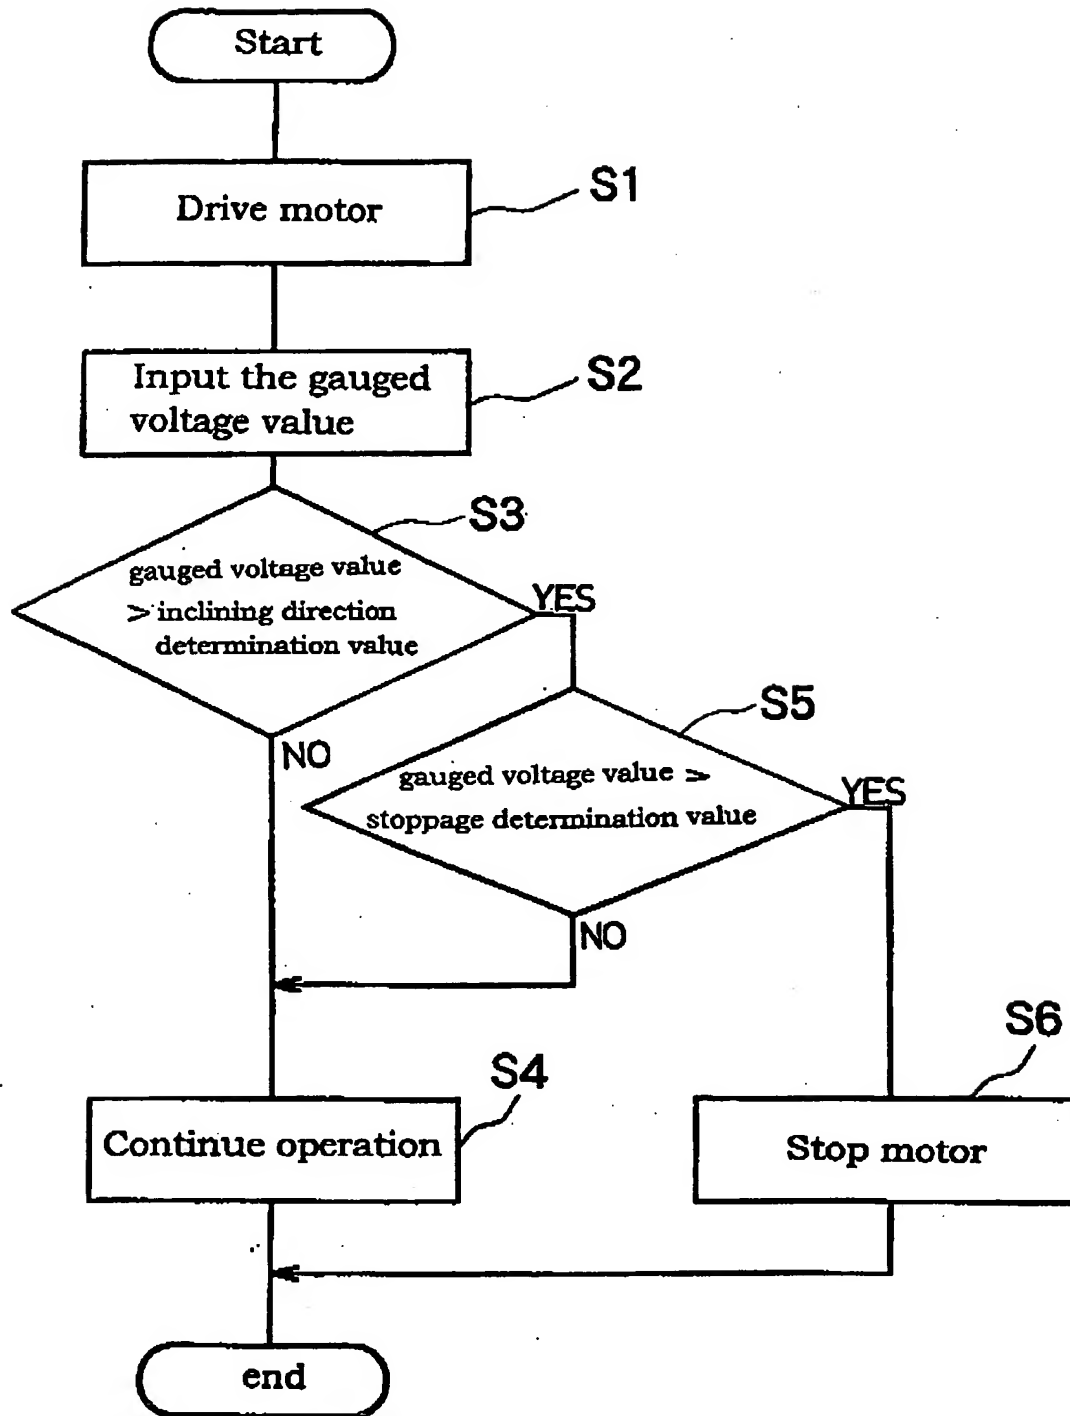 Start
Drive motor
S1
Input the gauged
voltage value
S2
S3
gauged voltage value
> inclining direction
determination value
YES
NO
S5
gauged voltage value >
stoppage determination value
YES
NO
S4
Continue operation
S6
Stop motor
end